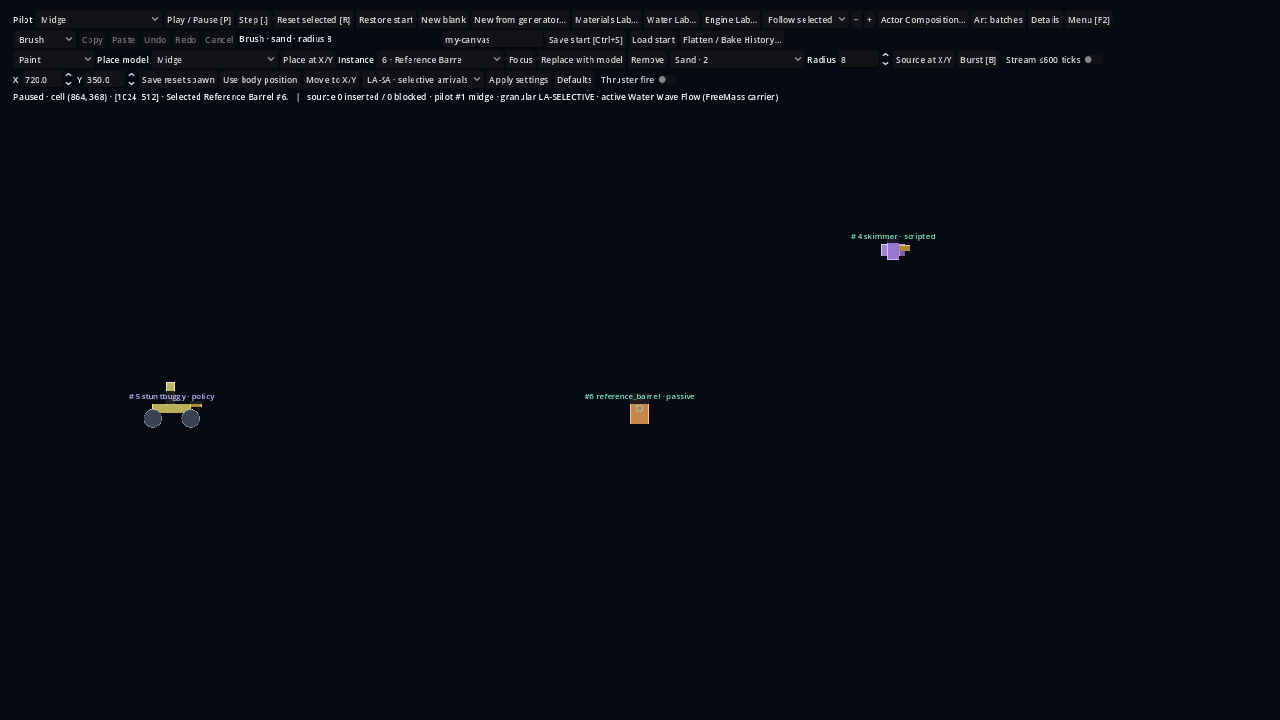 Pilot Midge Play / Pause [P] Step [.] Reset selected [R] Restore start New blank New from generator... Materials Lab... Water Lab... Engine Lab... Follow selected − + Actor Composition... Art batches Details Menu [F2]
Brush Copy Paste Undo Redo Cancel Brush · sand · radius 8 my-canvas Save start [Ctrl+S] Load start Flatten / Bake History...
Paint Place model Midge Place at X/Y Instance 6 · Reference Barre Focus Replace with model Remove Sand · 2 Radius 8 Source at X/Y Burst [B] Stream ≤600 ticks
X 720.0 Y 350.0 Save reset spawn Use body position Move to X/Y LA-SA · selective arrivals Apply settings Defaults Thruster fire
Paused · cell (864, 368) · [1024, 512] · Selected Reference Barrel #6. | source 0 inserted / 0 blocked · pilot #1 midge · granular LA-SELECTIVE · active Water Wave Flow (FreeMass carrier)
#4 skimmer · scripted
#5 stuntbuggy · policy
#6 reference_barrel · passive